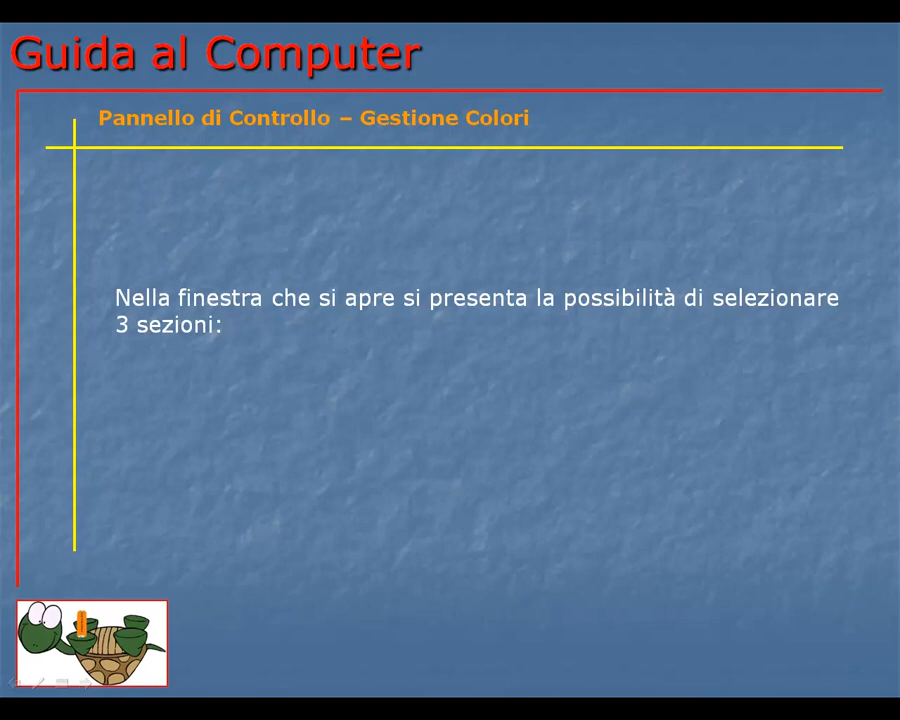 Guida al Computer
Pannello di Controllo – Gestione Colori
Nella finestra che si apre si presenta la possibilità di selezionare
3 sezioni: